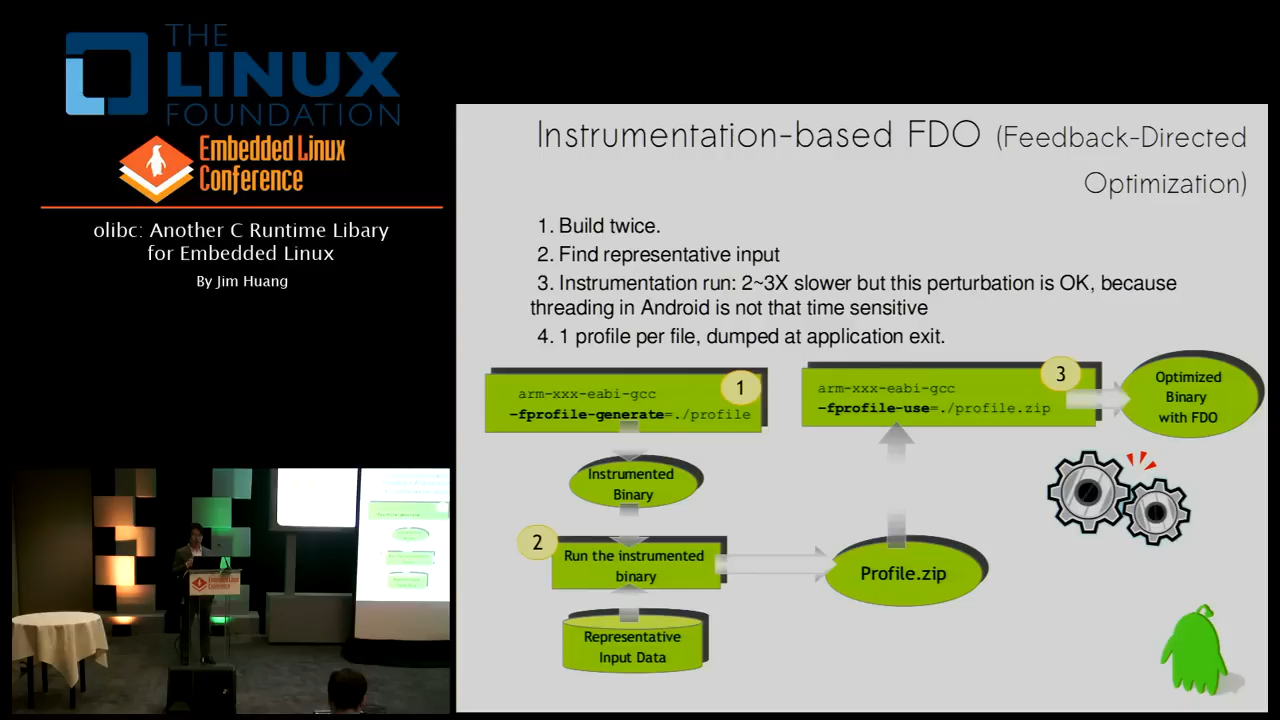 THE
LINUX
FOUNDATION
Embedded Linux
Conference
olibc: Another C Runtime Libary
for Embedded Linux
By Jim Huang
Instrumentation-based FDO (Feedback-Directed
Optimization)
1. Build twice.
2. Find representative input
3. Instrumentation run: 2~3X slower but this perturbation is OK, because
threading in Android is not that time sensitive
4. 1 profile per file, dumped at application exit.
arm-xxx-eabi-gcc
-fprofile-generate=./profile
1
arm-xxx-eabi-gcc
-fprofile-use=./profile.zip
3
Optimized
Binary
with FDO
Instrumented
Binary
2
Run the instrumented
binary
Profile.zip
Representative
Input Data
Embedded Linux
Conference